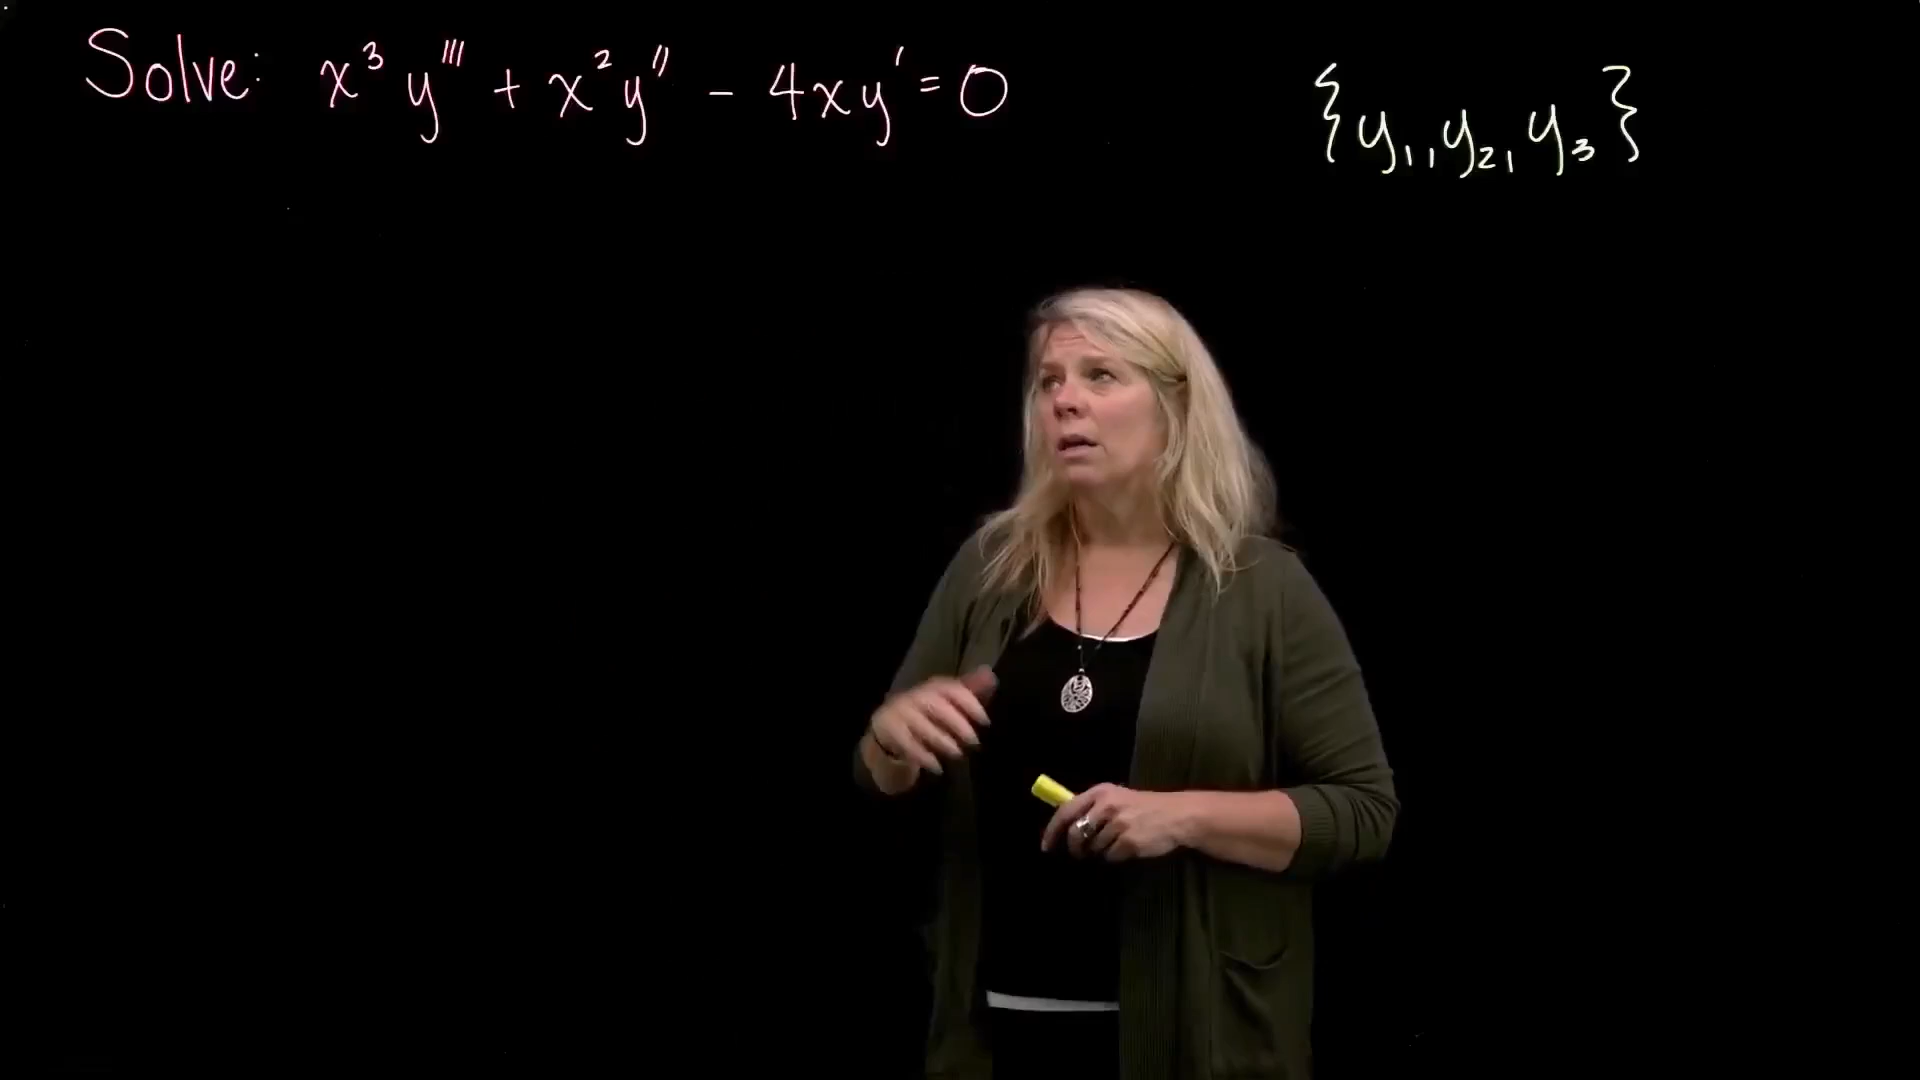 Solve: x³y''' + x²y'' - 4xy' = 0
{y₁, y₂, y₃}